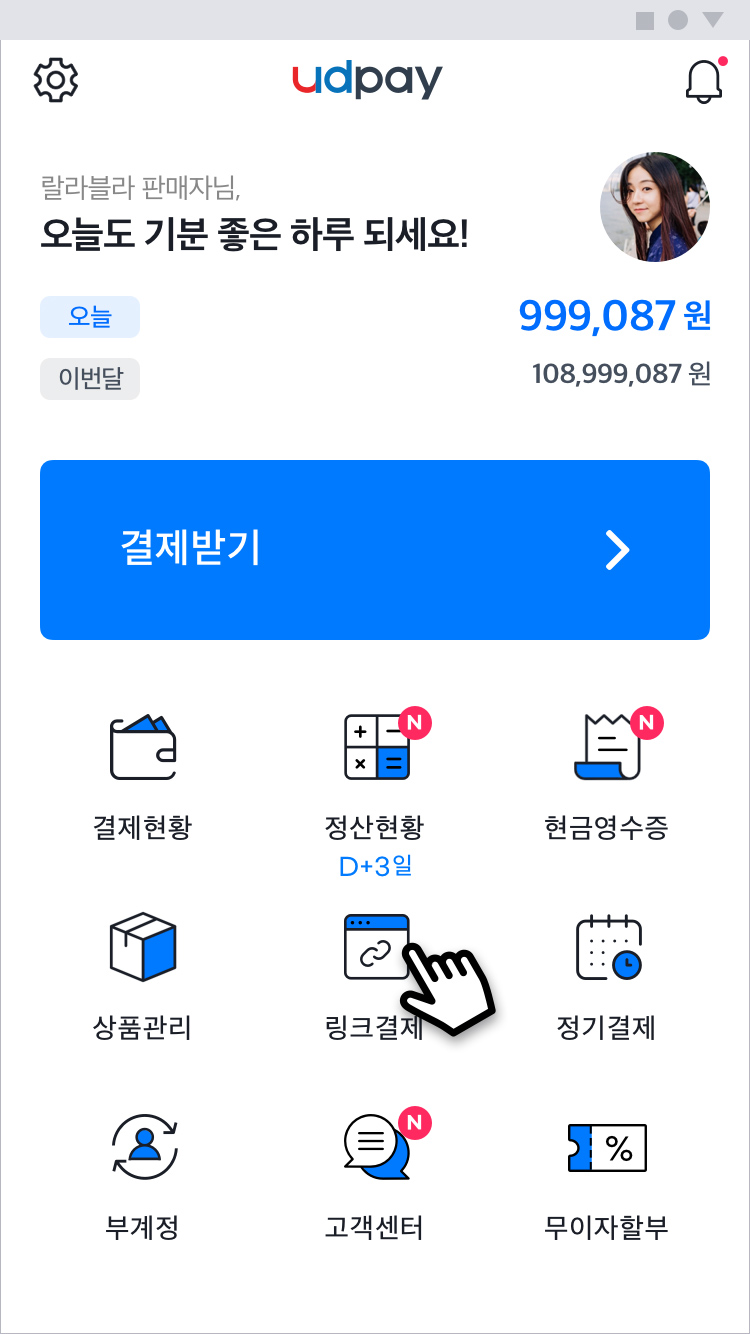 udpay
랄라블라 판매자님,
오늘도 기분 좋은 하루 되세요!
오늘
999,087 원
이번달
108,999,087 원
결제받기
N
N
결제현황
정산현황
현금영수증
D+3일
상품관리
링크결제
정기결제
N
%
부계정
고객센터
무이자할부